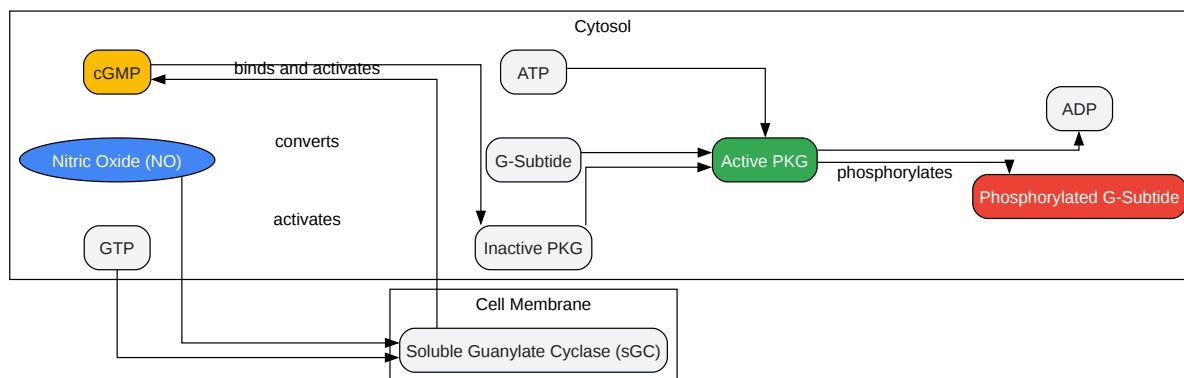 Cytosol
cGMP
binds and activates
ATP
ADP
converts
Nitric Oxide (NO)
G-Subtide
Active PKG
phosphorylates
Phosphorylated G-Subtide
activates
GTP
Inactive PKG
Cell Membrane
Soluble Guanylate Cyclase (sGC)